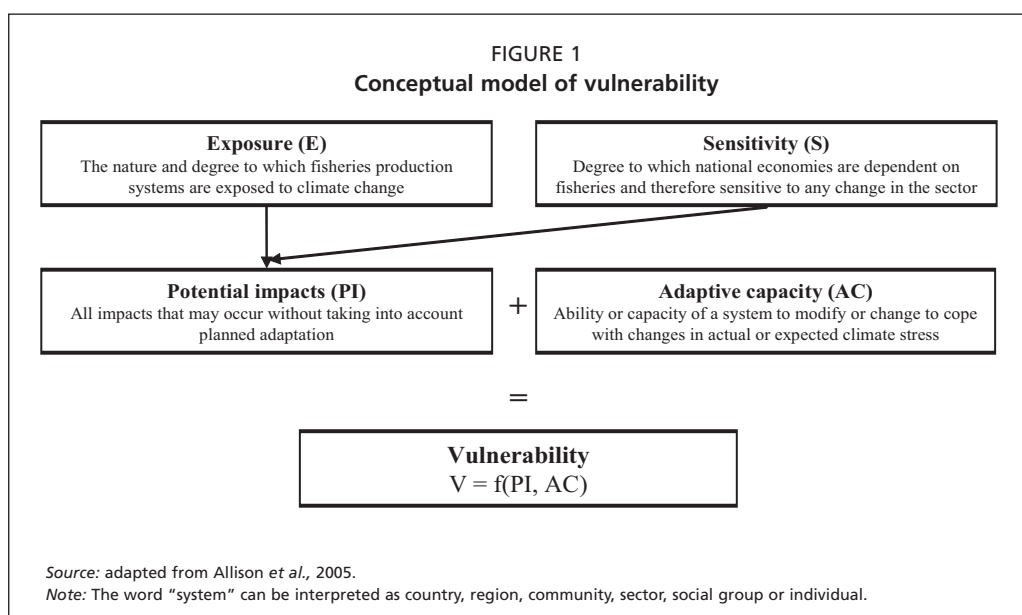 FIGURE 1
Conceptual model of vulnerability
Exposure (E)
The nature and degree to which fisheries production
systems are exposed to climate change
Sensitivity (S)
Degree to which national economies are dependent on
fisheries and therefore sensitive to any change in the sector
Potential impacts (PI)
All impacts that may occur without taking into account
planned adaptation
+
Adaptive capacity (AC)
Ability or capacity of a system to modify or change to cope
with changes in actual or expected climate stress
=
Vulnerability
V = f(PI, AC)
Source: adapted from Allison et al., 2005.
Note: The word “system” can be interpreted as country, region, community, sector, social group or individual.